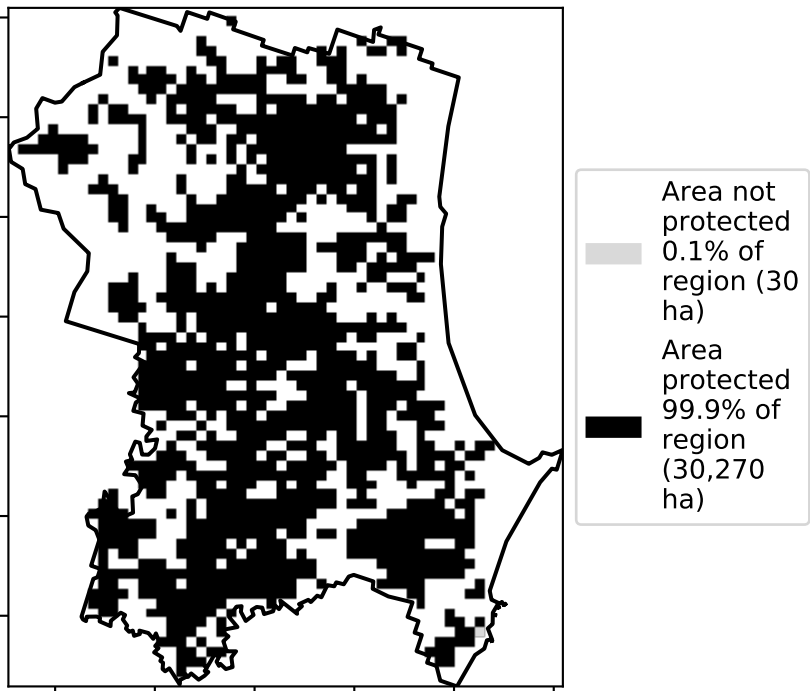 Area not
protected
0.1% of
region (30
ha)
Area
protected
99.9% of
region
(30,270
ha)